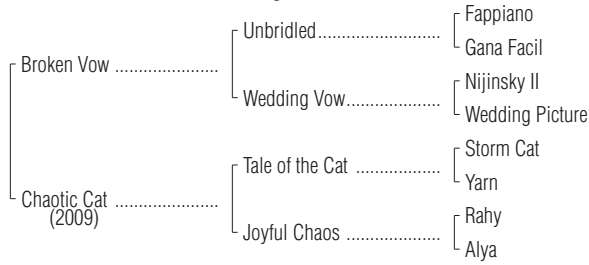 Fappiano
Unbridled....................................
Gana Facil
Broken Vow .......................
Nijinsky II
Wedding Vow............................
Wedding Picture
Storm Cat
Tale of the Cat .........................
Yarn
Chaotic Cat ..........................
(2009)
Rahy
Joyful Chaos ............................
Alya